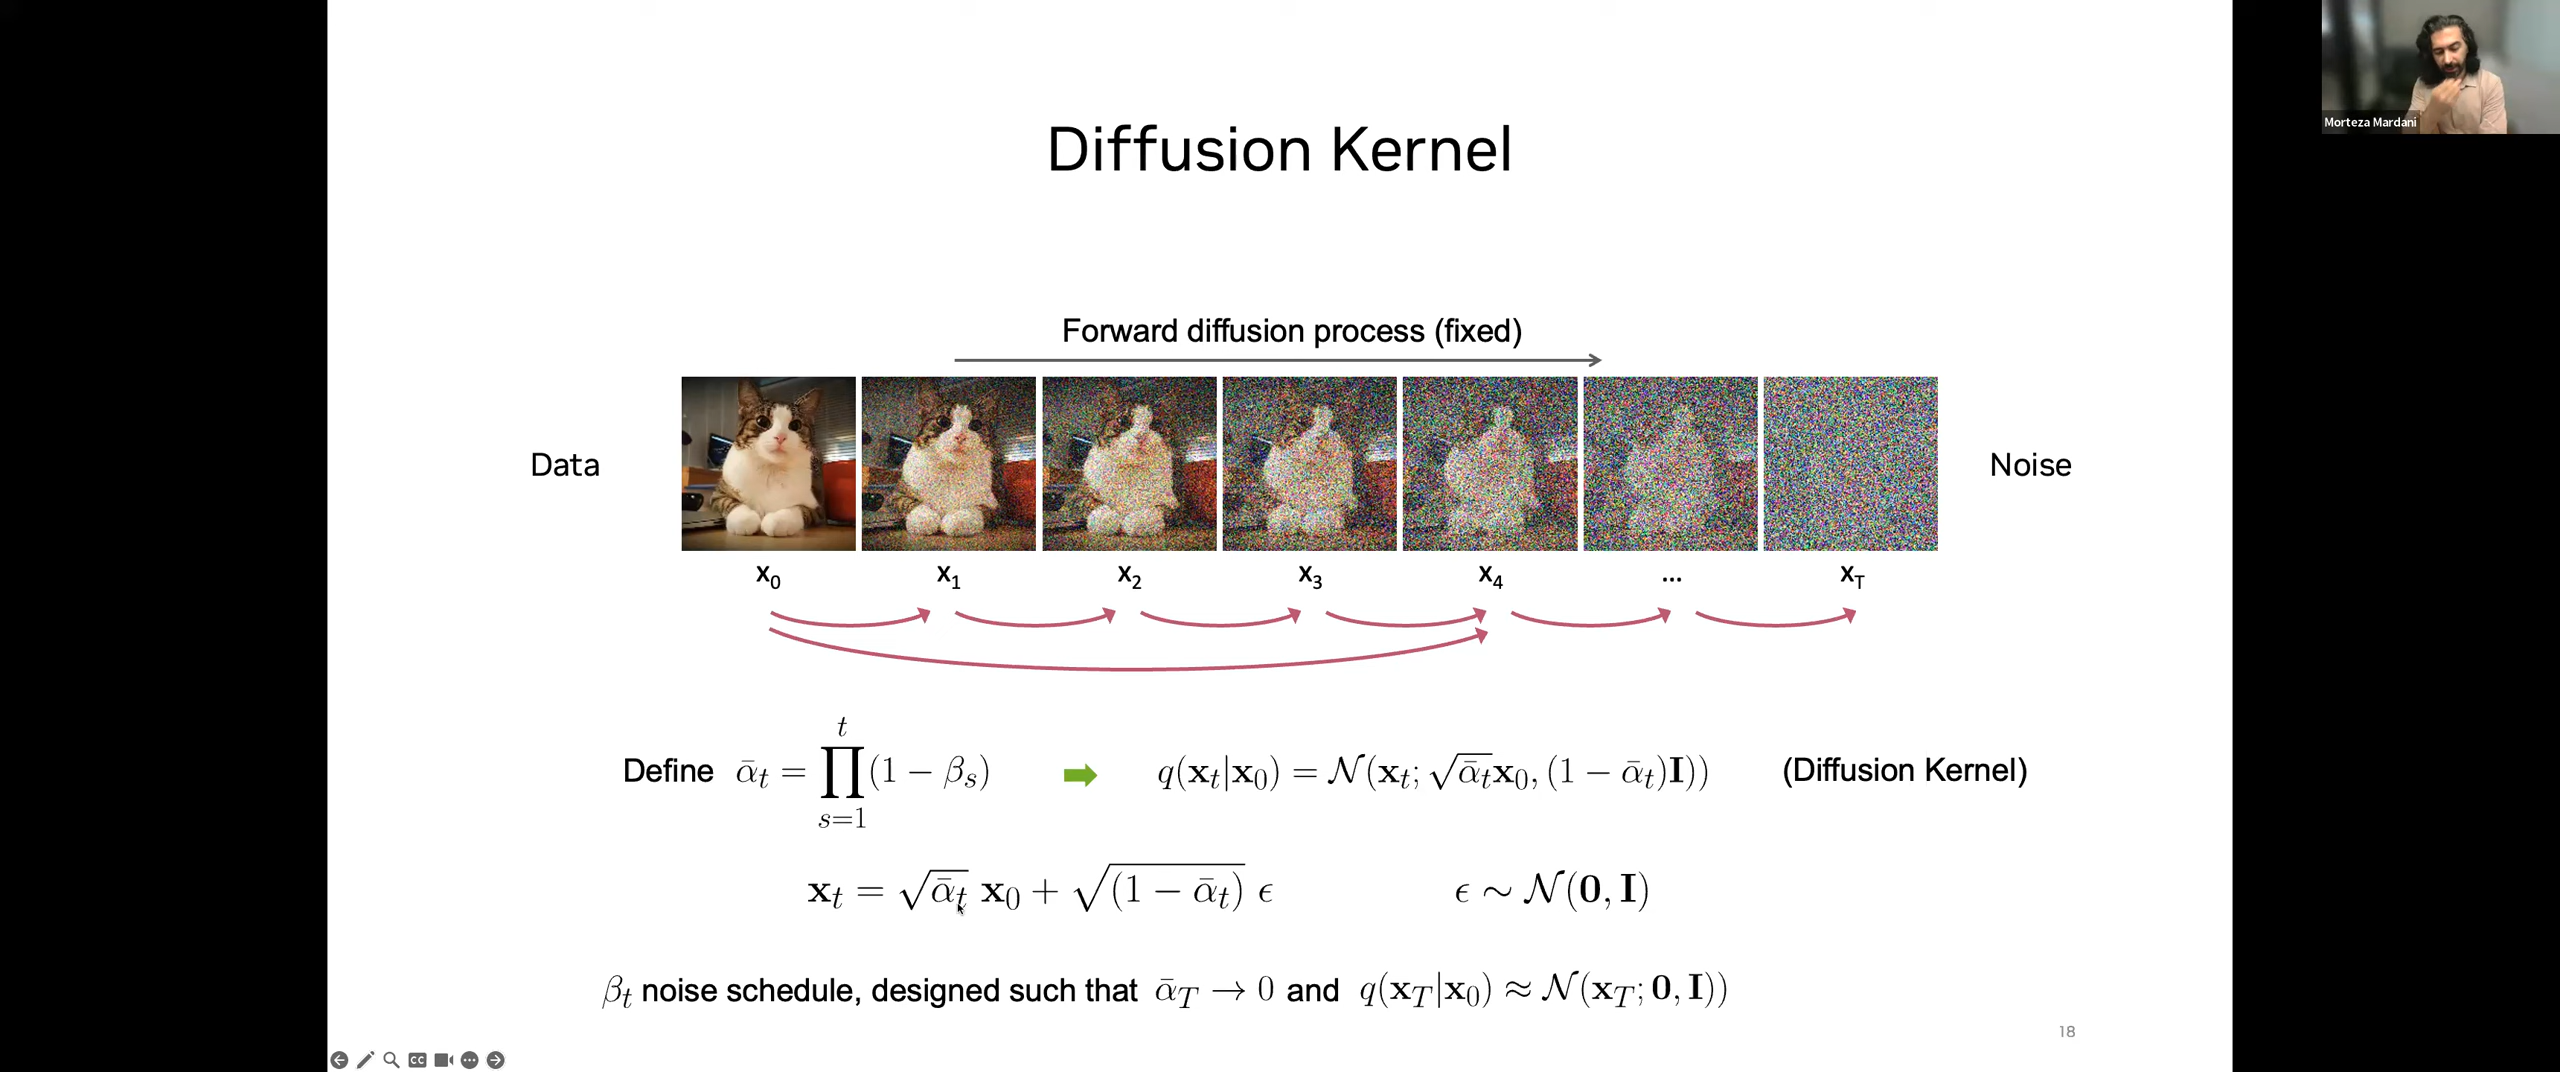 Morteza Mardani
Diffusion Kernel
Forward diffusion process (fixed)
Data
Noise
x₀ x₁ x₂ x₃ x₄ ... x_T
Define ᾱ_t = ∏_{s=1}^{t} (1 − β_s) q(x_t|x₀) = 𝒩(x_t; √ᾱ_t x₀, (1 − ᾱ_t)I)) (Diffusion Kernel)
x_t = √ᾱ_t x₀ + √(1 − ᾱ_t) ϵ ϵ ∼ 𝒩(0, I)
β_t noise schedule, designed such that ᾱ_T → 0 and q(x_T|x₀) ≈ 𝒩(x_T; 0, I))
18
CC